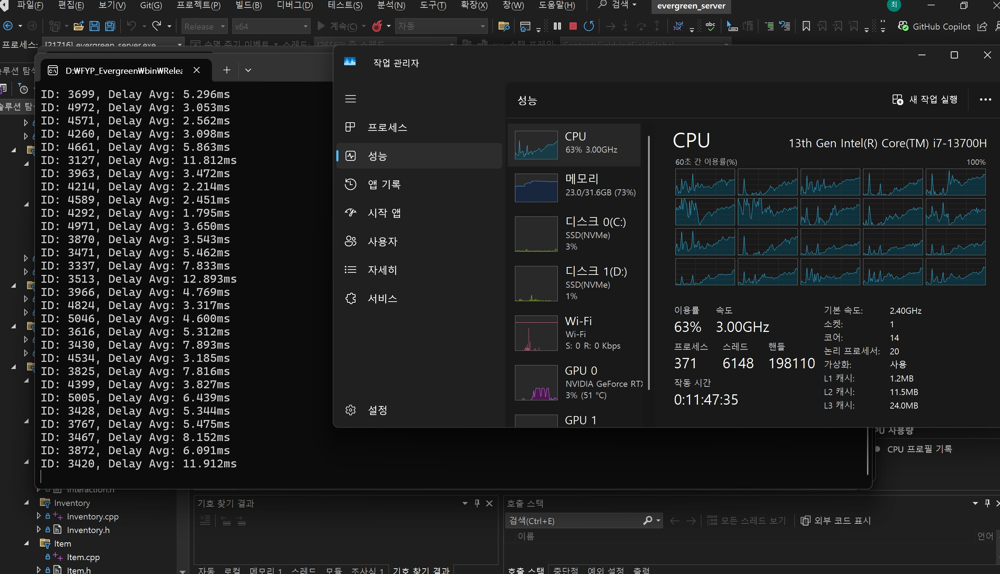 파일(F) 편집(E) 보기(V) Git(G) 프로젝트(P) 빌드(B) 디버그(D) 테스트(S) 분석(N) 도구(T) 확장(X) 창(W) 도움말(H) 검색 evergreen_server 최
Release x64 계속(C) 자동 abc GitHub Copilot
프로세스: [21716] evergreen_server.exe 수명 주기 이벤트 스레드: 스택 프레임:
D:₩FYP_Evergreen₩bin₩Relea
ID: 3699, Delay Avg: 5.296ms
ID: 4972, Delay Avg: 3.053ms
ID: 4571, Delay Avg: 2.562ms
ID: 4260, Delay Avg: 3.098ms
ID: 4661, Delay Avg: 5.863ms
ID: 3127, Delay Avg: 11.812ms
ID: 3963, Delay Avg: 3.472ms
ID: 4214, Delay Avg: 2.214ms
ID: 4589, Delay Avg: 2.451ms
ID: 4292, Delay Avg: 1.795ms
ID: 4971, Delay Avg: 3.650ms
ID: 3870, Delay Avg: 3.543ms
ID: 3471, Delay Avg: 5.462ms
ID: 3337, Delay Avg: 7.833ms
ID: 3513, Delay Avg: 12.893ms
ID: 3966, Delay Avg: 4.769ms
ID: 4824, Delay Avg: 3.317ms
ID: 5046, Delay Avg: 4.600ms
ID: 3616, Delay Avg: 5.312ms
ID: 3430, Delay Avg: 7.893ms
ID: 4534, Delay Avg: 3.185ms
ID: 3825, Delay Avg: 7.816ms
ID: 4399, Delay Avg: 3.827ms
ID: 5005, Delay Avg: 6.439ms
ID: 3428, Delay Avg: 5.344ms
ID: 3767, Delay Avg: 5.475ms
ID: 3467, Delay Avg: 8.152ms
ID: 3872, Delay Avg: 6.091ms
ID: 3420, Delay Avg: 11.912ms
작업 관리자
프로세스
성능
앱 기록
시작 앱
사용자
자세히
서비스
설정
성능
새 작업 실행
CPU
63% 3.00GHz
메모리
23.0/31.6GB (73%)
디스크 0(C:)
SSD(NVMe)
3%
디스크 1(D:)
SSD(NVMe)
1%
Wi-Fi
Wi-Fi
S: 0 R: 0 Kbps
GPU 0
NVIDIA GeForce RTX
3% (51 °C)
GPU 1
CPU 13th Gen Intel(R) Core(TM) i7-13700H
60초 간 이용률(%) 100%
이용률 속도
63% 3.00GHz
프로세스 스레드 핸들
371 6148 198110
작동 시간
0:11:47:35
기본 속도: 2.40GHz
소켓: 1
코어: 14
논리 프로세서: 20
가상화: 사용
L1 캐시: 1.2MB
L2 캐시: 11.5MB
L3 캐시: 24.0MB
PU 사용량
CPU 프로필 기록
Interaction.h
Inventory
Inventory.cpp
Inventory.h
Item
Item.cpp
Item.h
기호 찾기 결과
자동 로컬 메모리 1 스레드 모듈 조사식 1 기호 찾기 결과
호출 스택
검색(Ctrl+E) 모든 스레드 보기 외부 코드 표시
이름 언어
호출 스택 중단점 예외 설정 출력